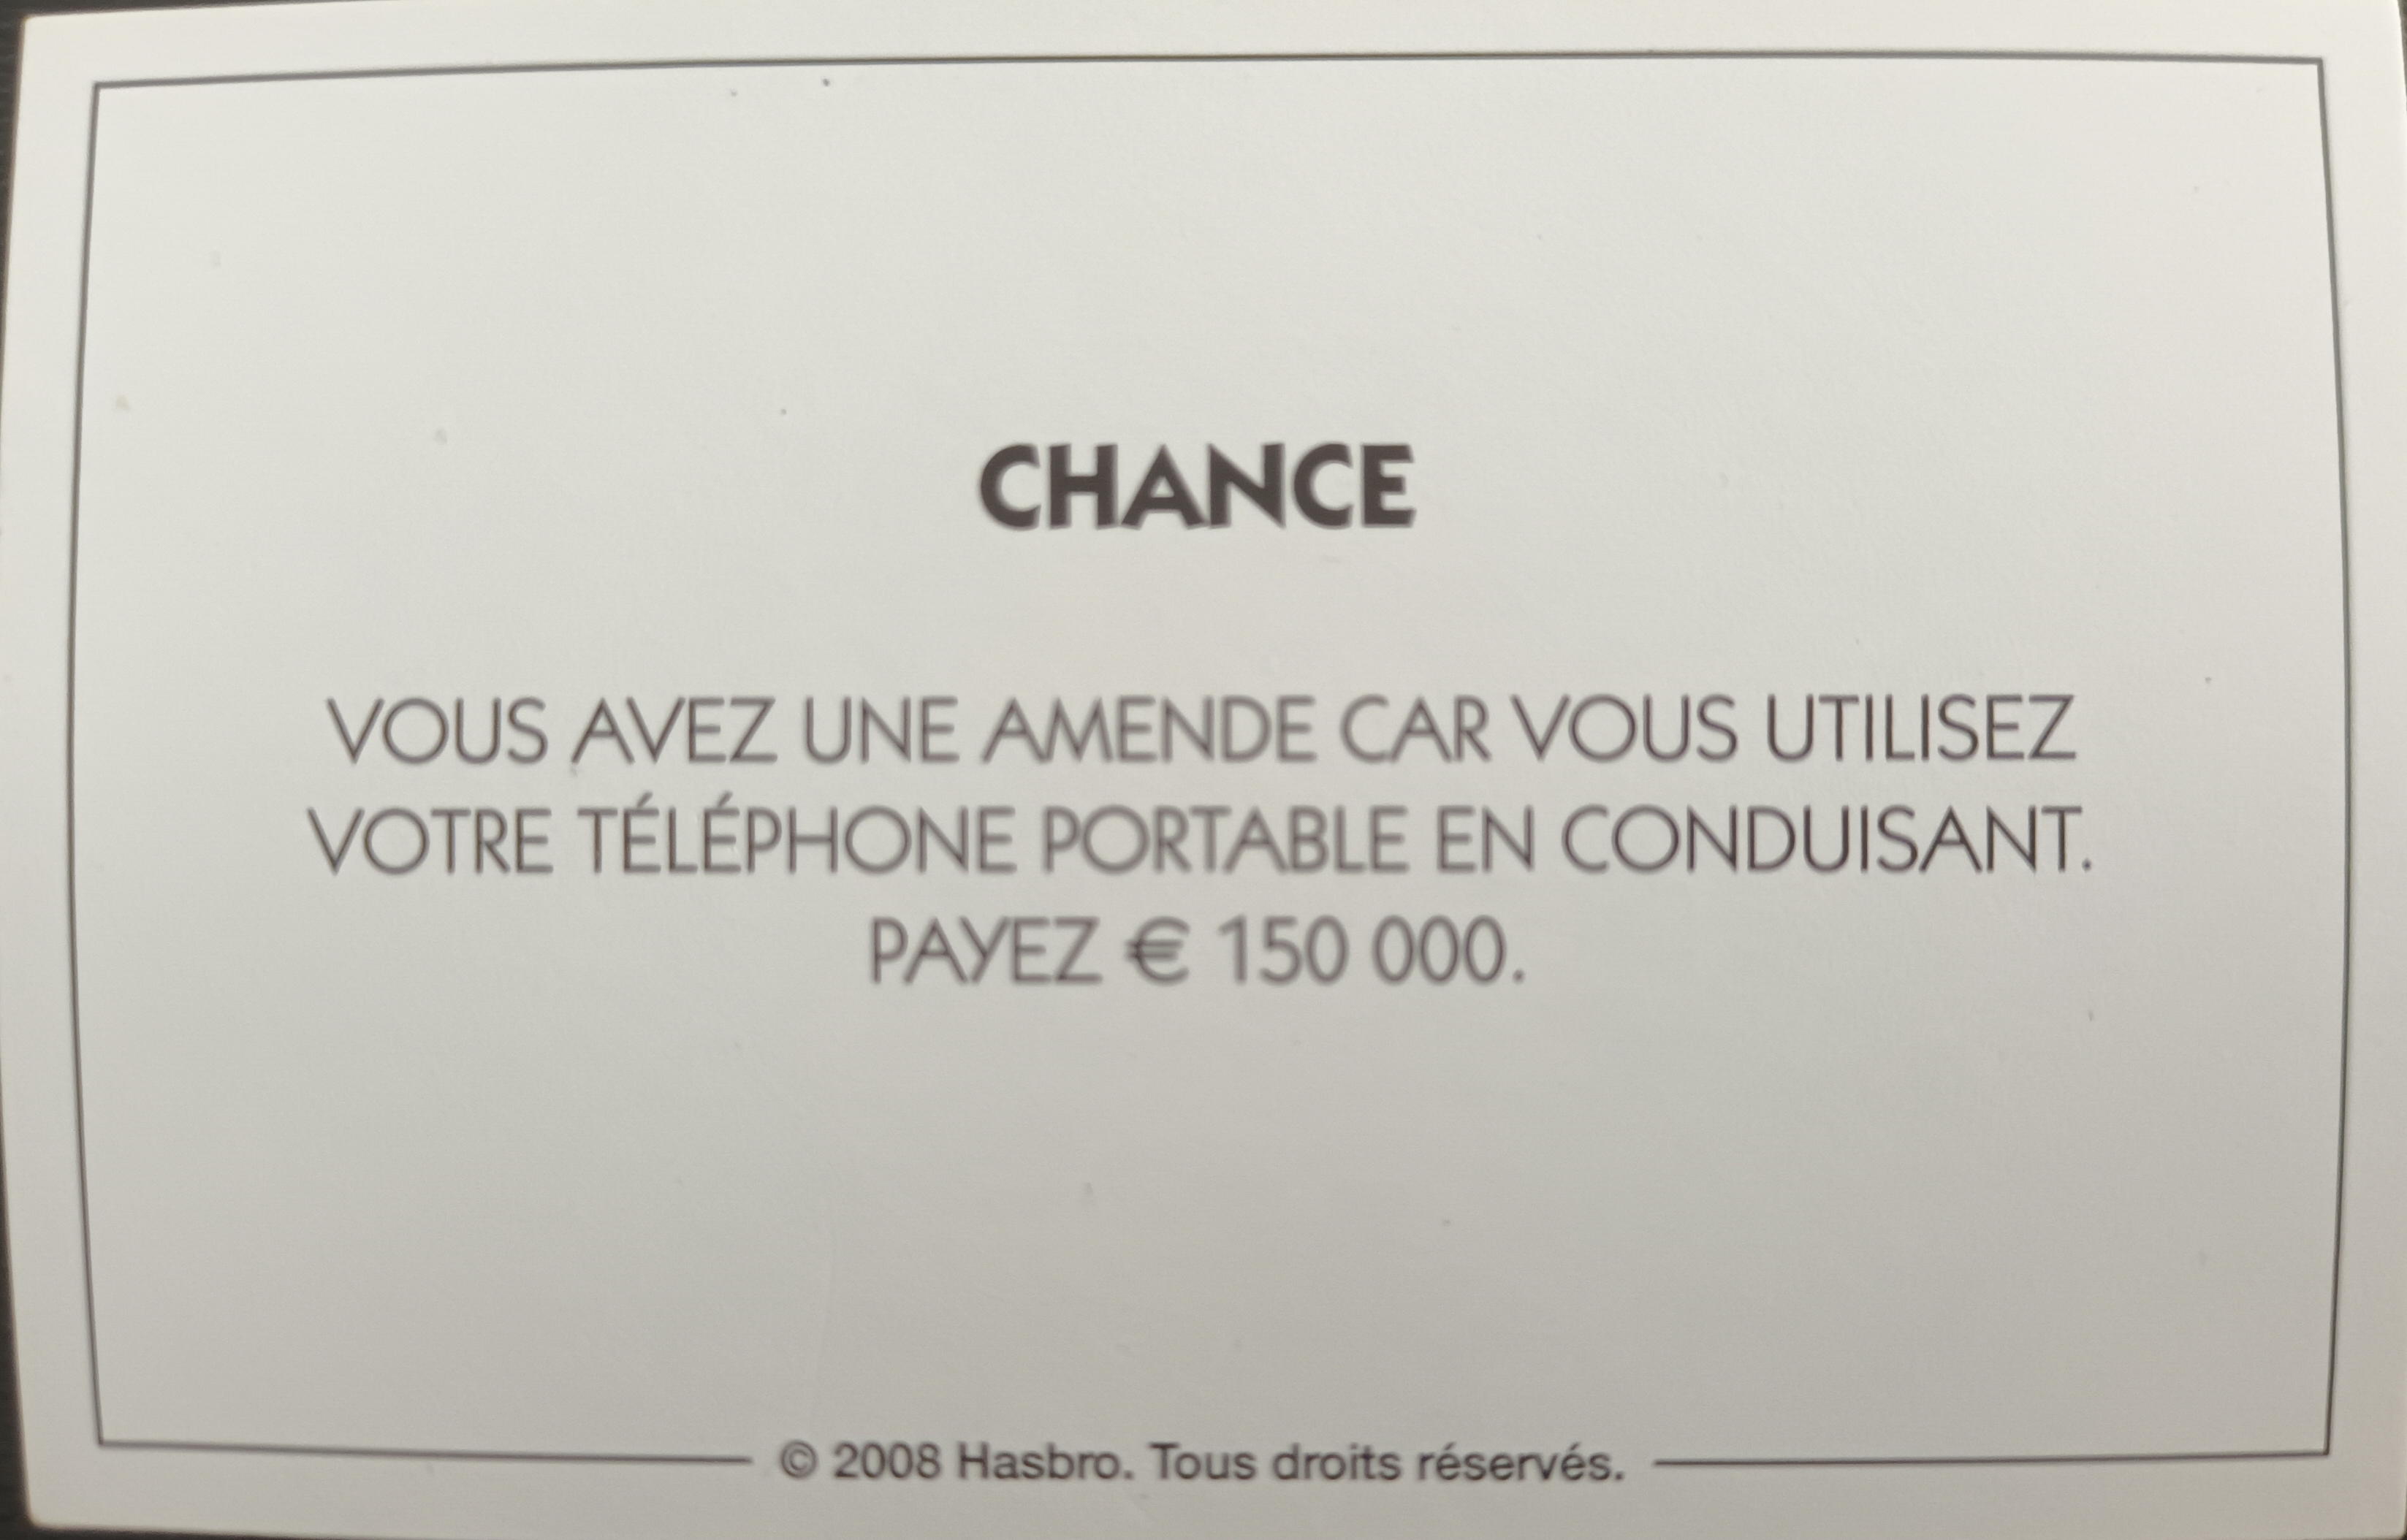 CHANCE
VOUS AVEZ UNE AMENDE CAR VOUS UTILISEZ
VOTRE TÉLÉPHONE PORTABLE EN CONDUISANT.
PAYEZ € 150 000.
© 2008 Hasbro. Tous droits réservés.